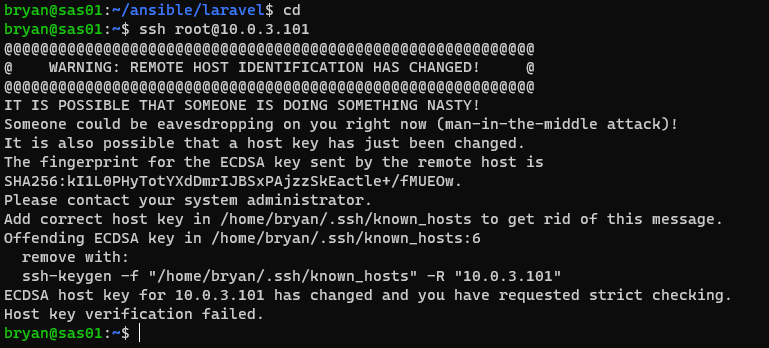 bryan@sas01:~/ansible/laravel$ cd
bryan@sas01:~$ ssh root@10.0.3.101
@@@@@@@@@@@@@@@@@@@@@@@@@@@@@@@@@@@@@@@@@@@@@@@@@@@@@@@@@@@
@    WARNING: REMOTE HOST IDENTIFICATION HAS CHANGED!     @
@@@@@@@@@@@@@@@@@@@@@@@@@@@@@@@@@@@@@@@@@@@@@@@@@@@@@@@@@@@
IT IS POSSIBLE THAT SOMEONE IS DOING SOMETHING NASTY!
Someone could be eavesdropping on you right now (man-in-the-middle attack)!
It is also possible that a host key has just been changed.
The fingerprint for the ECDSA key sent by the remote host is
SHA256:kI1L0PHyTotYXdDmrIJBSxPAjzzSkEactle+/fMUEOw.
Please contact your system administrator.
Add correct host key in /home/bryan/.ssh/known_hosts to get rid of this message.
Offending ECDSA key in /home/bryan/.ssh/known_hosts:6
  remove with:
  ssh-keygen -f "/home/bryan/.ssh/known_hosts" -R "10.0.3.101"
ECDSA host key for 10.0.3.101 has changed and you have requested strict checking.
Host key verification failed.
bryan@sas01:~$